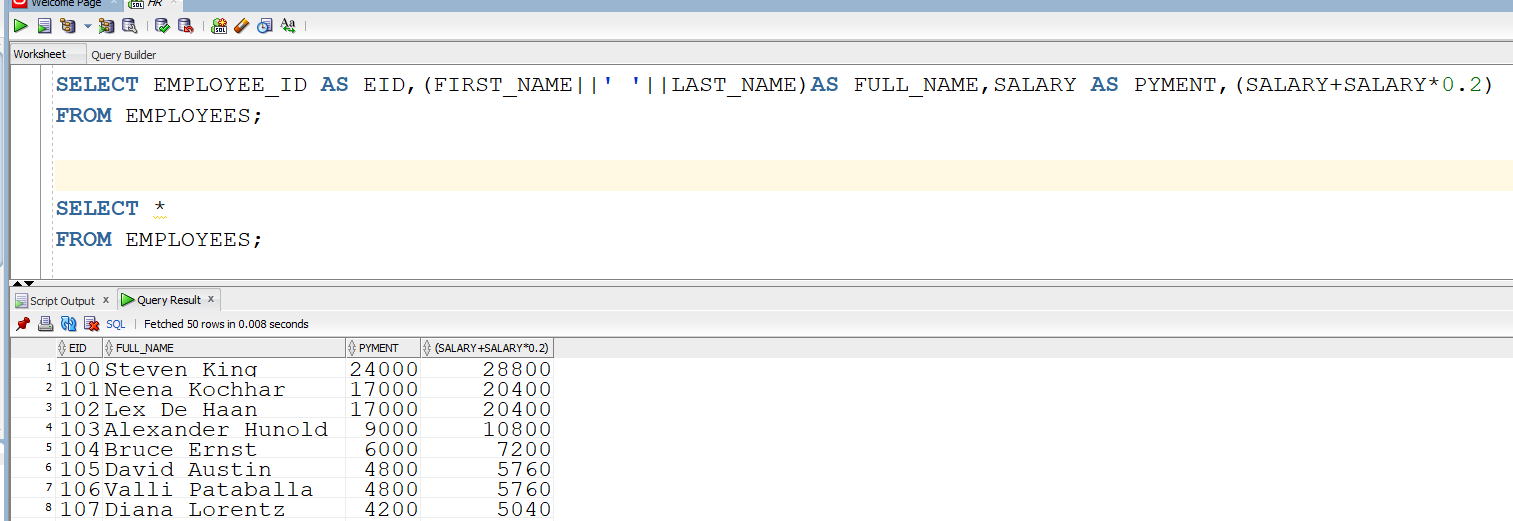 Welcome Page HR
Worksheet Query Builder
SELECT EMPLOYEE_ID AS EID,(FIRST_NAME||' '||LAST_NAME)AS FULL_NAME,SALARY AS PYMENT,(SALARY+SALARY*0.2)
FROM EMPLOYEES;
SELECT *
FROM EMPLOYEES;
Script Output x Query Result x
SQL | Fetched 50 rows in 0.008 seconds
EID FULL_NAME PYMENT (SALARY+SALARY*0.2)
1 100 Steven King 24000 28800
2 101 Neena Kochhar 17000 20400
3 102 Lex De Haan 17000 20400
4 103 Alexander Hunold 9000 10800
5 104 Bruce Ernst 6000 7200
6 105 David Austin 4800 5760
7 106 Valli Pataballa 4800 5760
8 107 Diana Lorentz 4200 5040